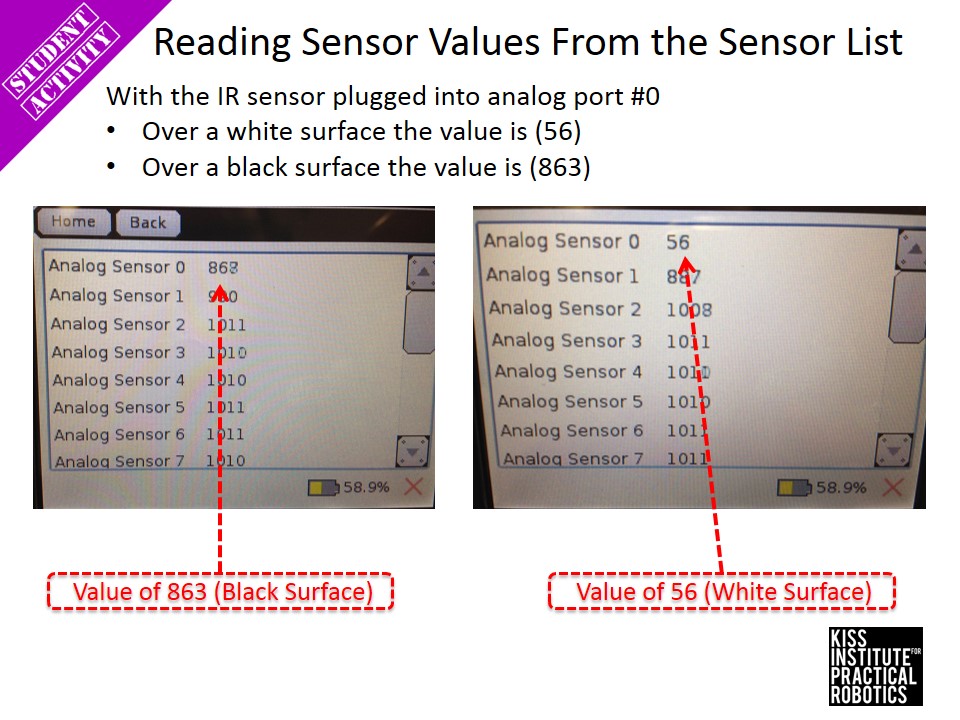 STUDENT
ACTIVITY
Reading Sensor Values From the Sensor List
With the IR sensor plugged into analog port #0
• Over a white surface the value is (56)
• Over a black surface the value is (863)
Home Back
Analog Sensor 0
Analog Sensor 1
Analog Sensor 2 1011
Analog Sensor 3 1010
Analog Sensor 4 1010
Analog Sensor 5 1011
Analog Sensor 6 1011
Analog Sensor 7 1010
58.9%
Analog Sensor 0 56
Analog Sensor 1 887
Analog Sensor 2 1008
Analog Sensor 3 1011
Analog Sensor 4
Analog Sensor 5 1010
Analog Sensor 6 1011
Analog Sensor 7 1011
58.9%
Value of 863 (Black Surface)
Value of 56 (White Surface)
KISS
INSTITUTE FOR
PRACTICAL
ROBOTICS